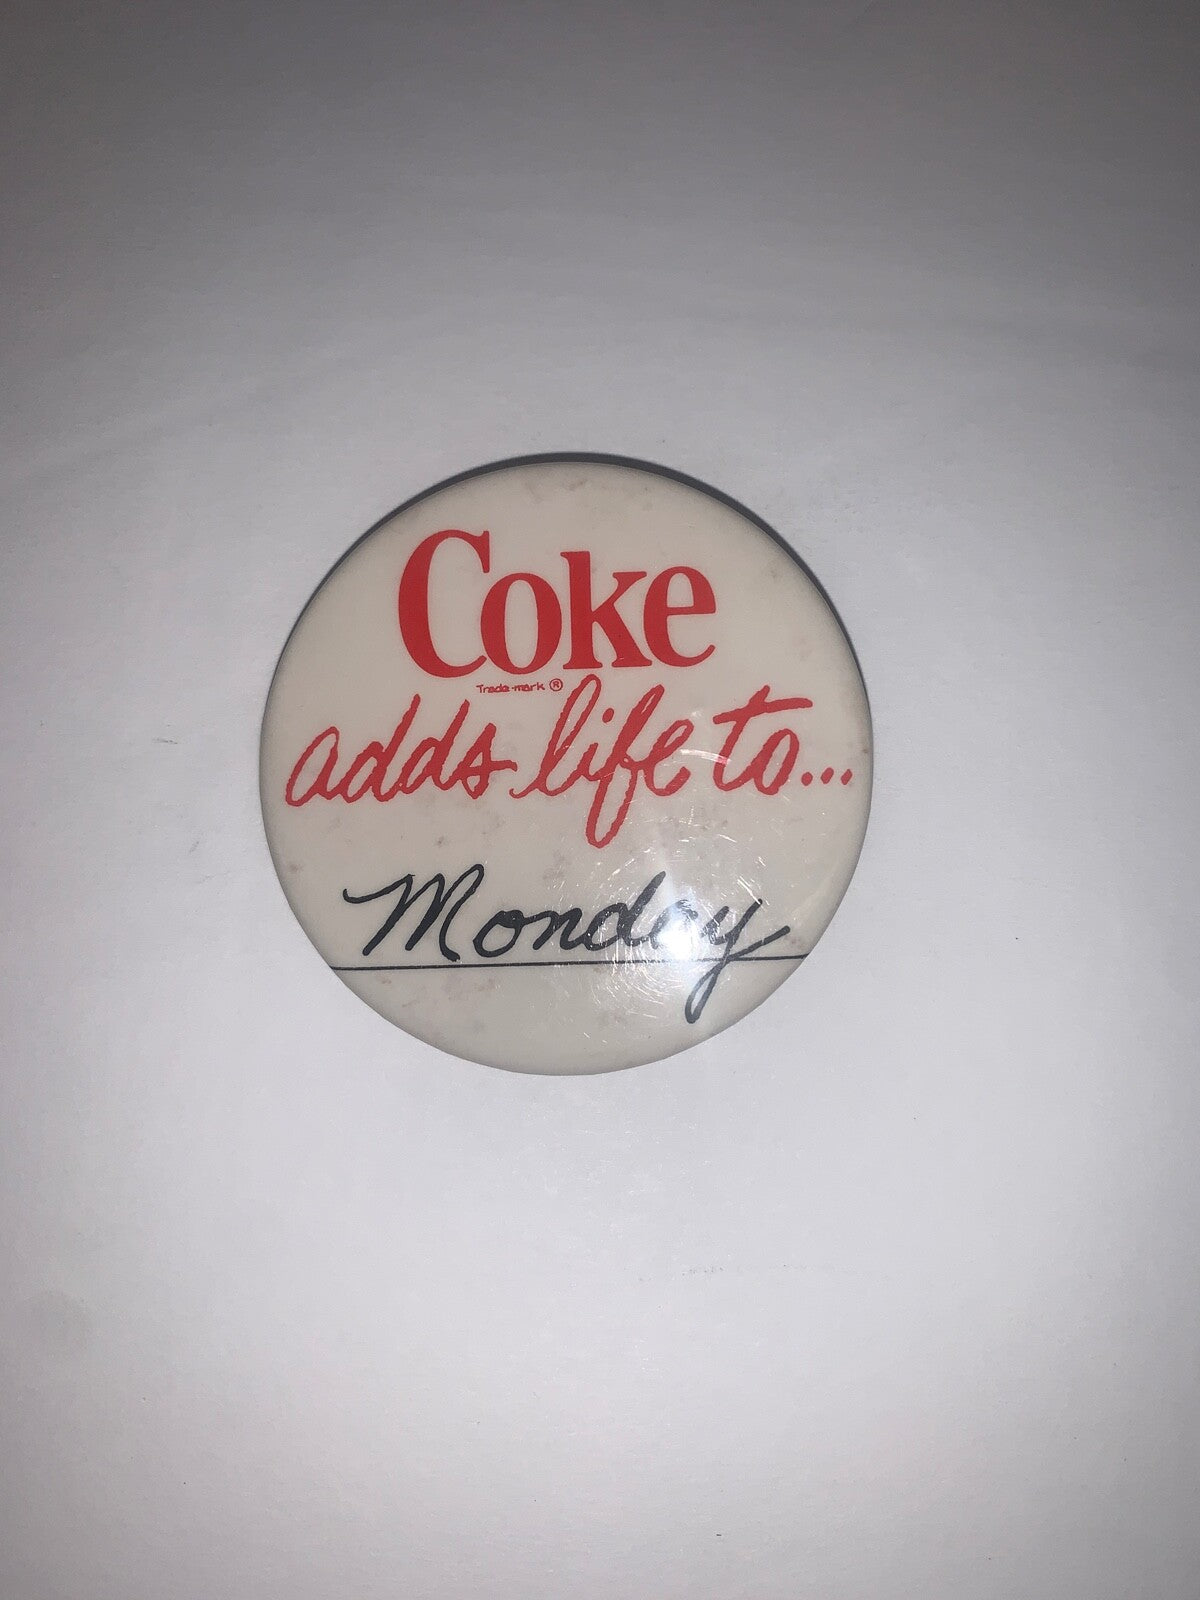 Coke
Trade-mark ®
adds life to...
Monday